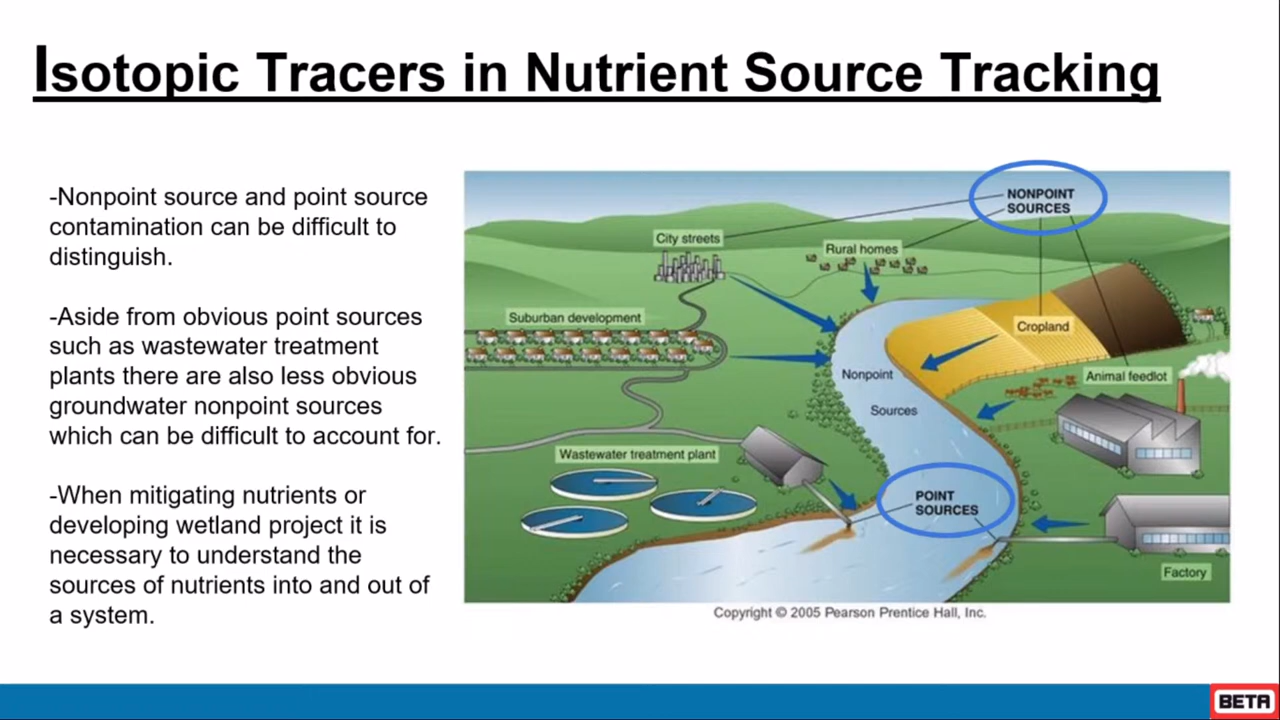 Isotopic Tracers in Nutrient Source Tracking
-Nonpoint source and point source
contamination can be difficult to
distinguish.
-Aside from obvious point sources
such as wastewater treatment
plants there are also less obvious
groundwater nonpoint sources
which can be difficult to account for.
-When mitigating nutrients or
developing wetland project it is
necessary to understand the
sources of nutrients into and out of
a system.
NONPOINT
SOURCES
City streets
Rural homes
Suburban development
Cropland
Nonpoint
Animal feedlot
Sources
Wastewater treatment plant
POINT
SOURCES
Factory
Copyright © 2005 Pearson Prentice Hall, Inc.
BETA